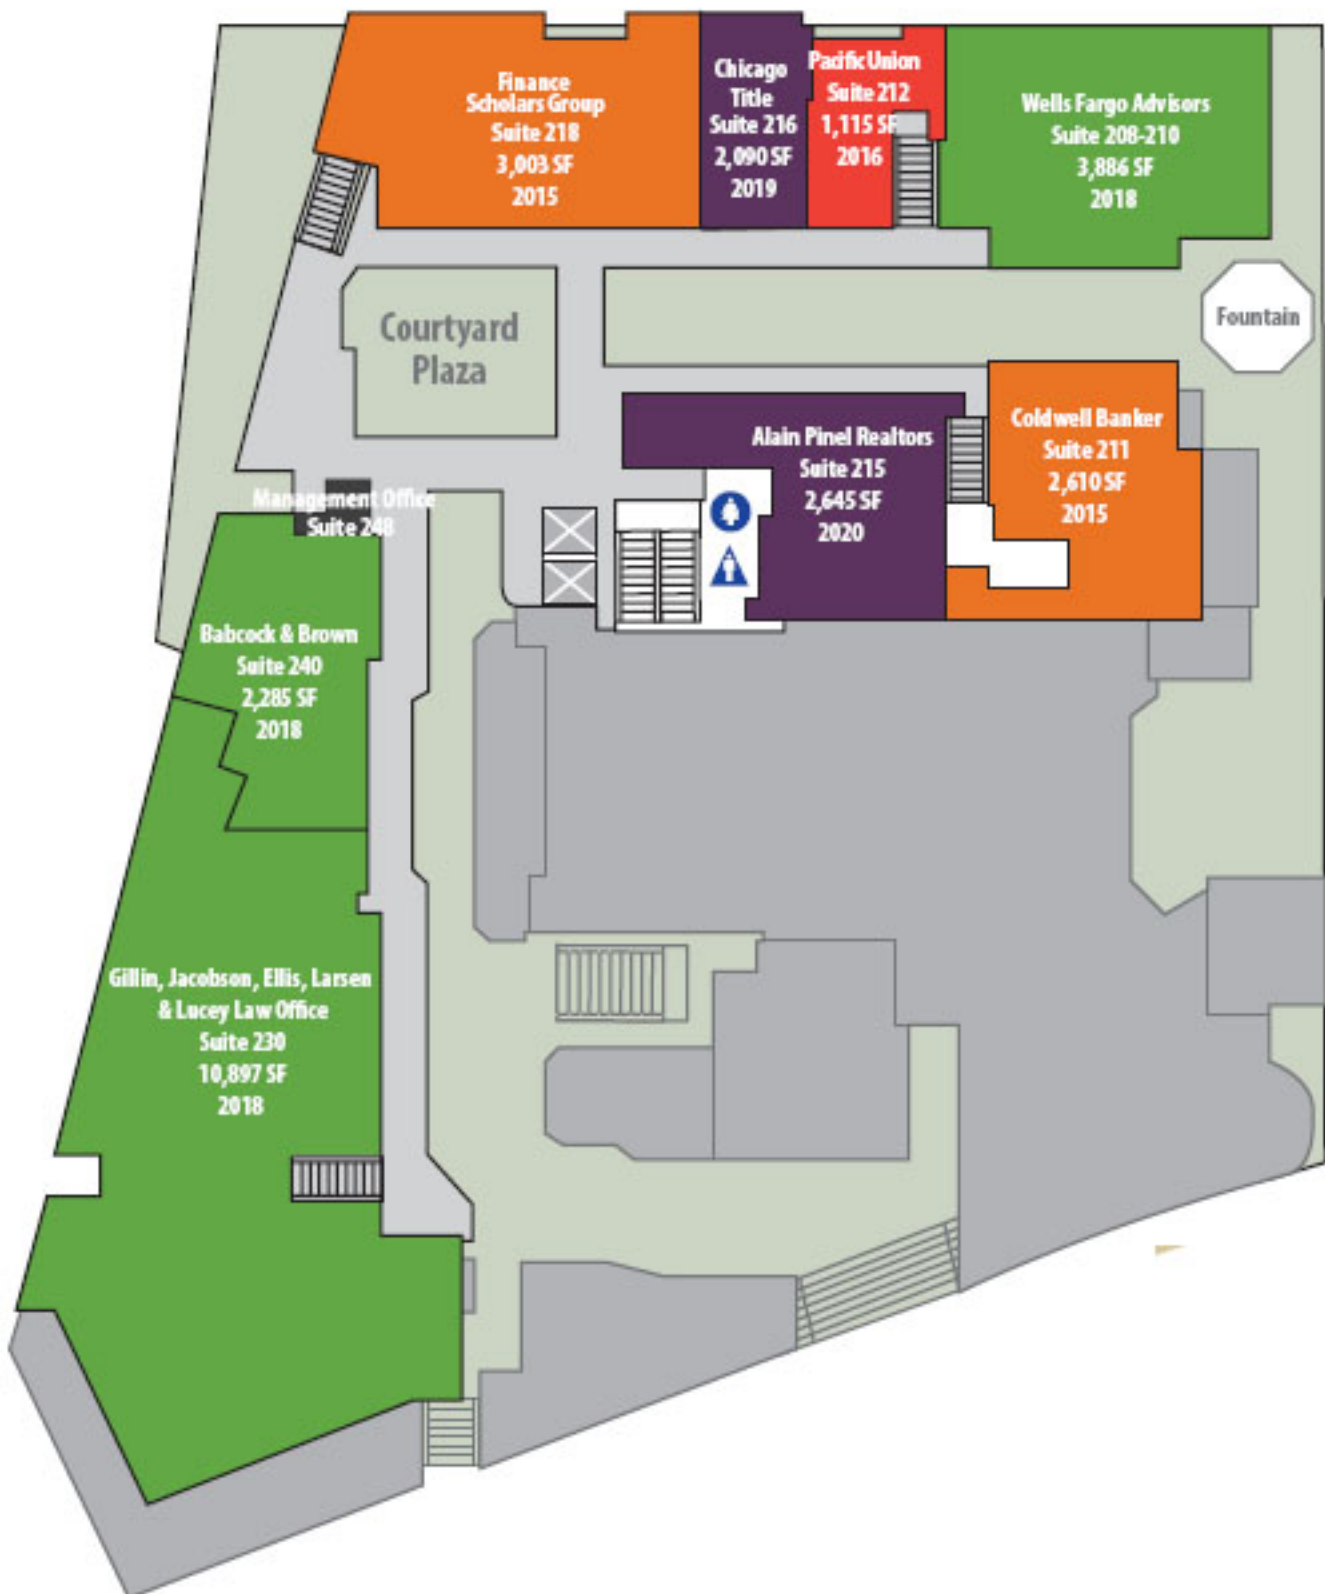 Finance
Scholars Group
Suite 218
3,003 SF
2015
Chicago
Title
Suite 216
2,090 SF
2019
Pacific Union
Suite 212
1,115 SF
2016
Wells Fargo Advisors
Suite 208-210
3,886 SF
2018
Courtyard
Plaza
Fountain
Alain Pinel Realtors
Suite 215
2,645 SF
2020
Coldwell Banker
Suite 211
2,610 SF
2015
Management Office
Suite 248
Babcock & Brown
Suite 240
2,285 SF
2018
Gillin, Jacobson, Ellis, Larsen
& Lucey Law Office
Suite 230
10,897 SF
2018